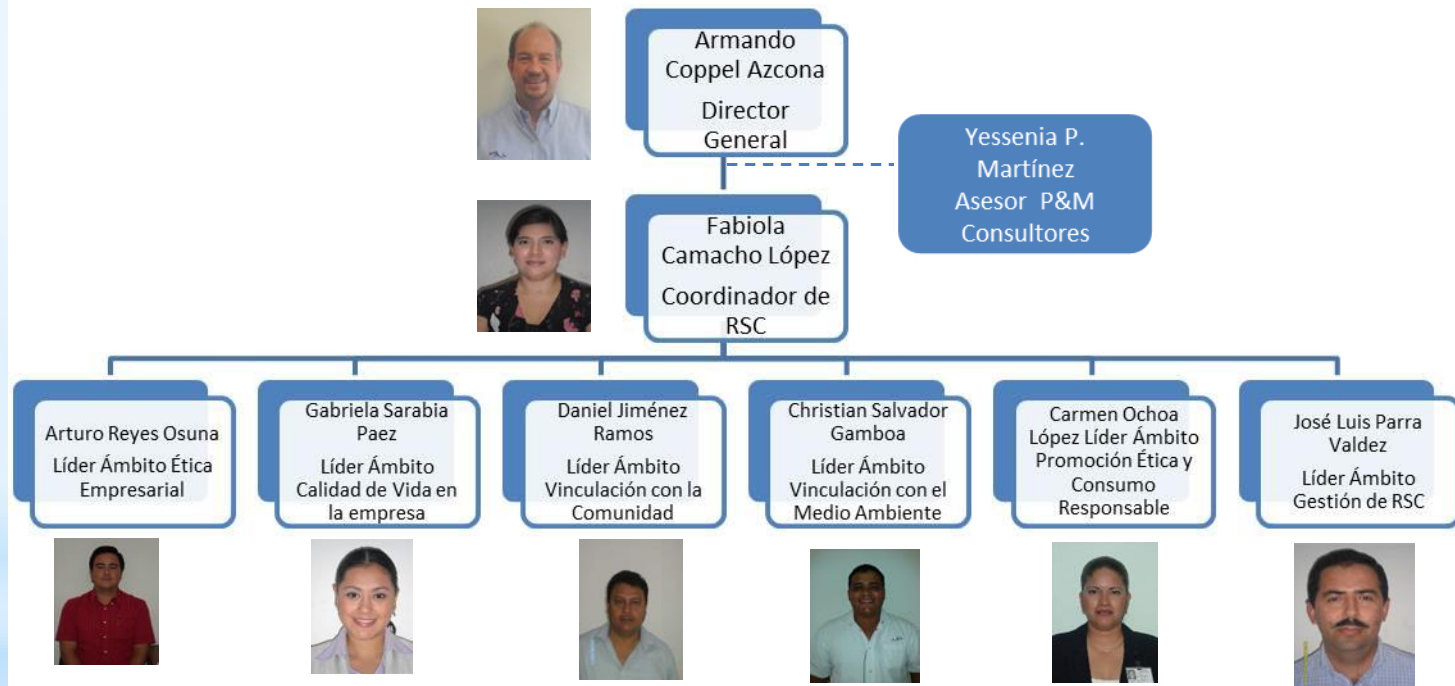 Armando
Coppel Azcona
Director
General
Yessenia P.
Martínez
Asesor P&M
Consultores
Fabiola
Camacho López
Coordinador de
RSC
Arturo Reyes Osuna
Líder Ámbito Ética
Empresarial
Gabriela Sarabia
Paez
Líder Ámbito
Calidad de Vida en
la empresa
Daniel Jiménez
Ramos
Líder Ámbito
Vinculación con la
Comunidad
Christian Salvador
Gamboa
Líder Ámbito
Vinculación con el
Medio Ambiente
Carmen Ochoa
López Líder Ámbito
Promoción Ética y
Consumo
Responsable
José Luis Parra
Valdez
Líder Ámbito
Gestión de RSC